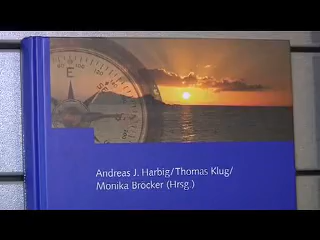 E
Andreas J. Harbig/Thomas Klug/
Monika Bröcker (Hrsg.)